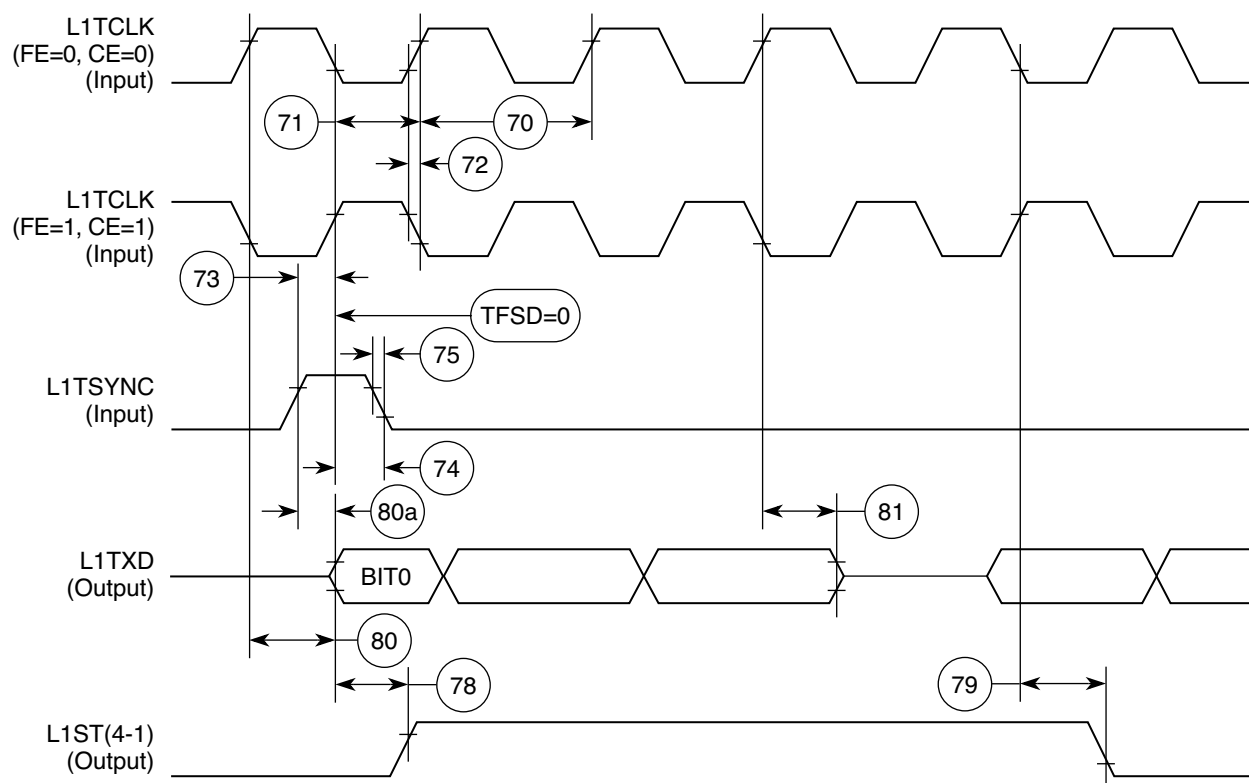 L1TCLK
(FE=0, CE=0)
(Input)
71
70
72
L1TCLK
(FE=1, CE=1)
(Input)
73
TFSD=0
75
L1TSYNC
(Input)
74
80a
81
L1TXD
(Output)
BIT0
80
78
79
L1ST(4-1)
(Output)